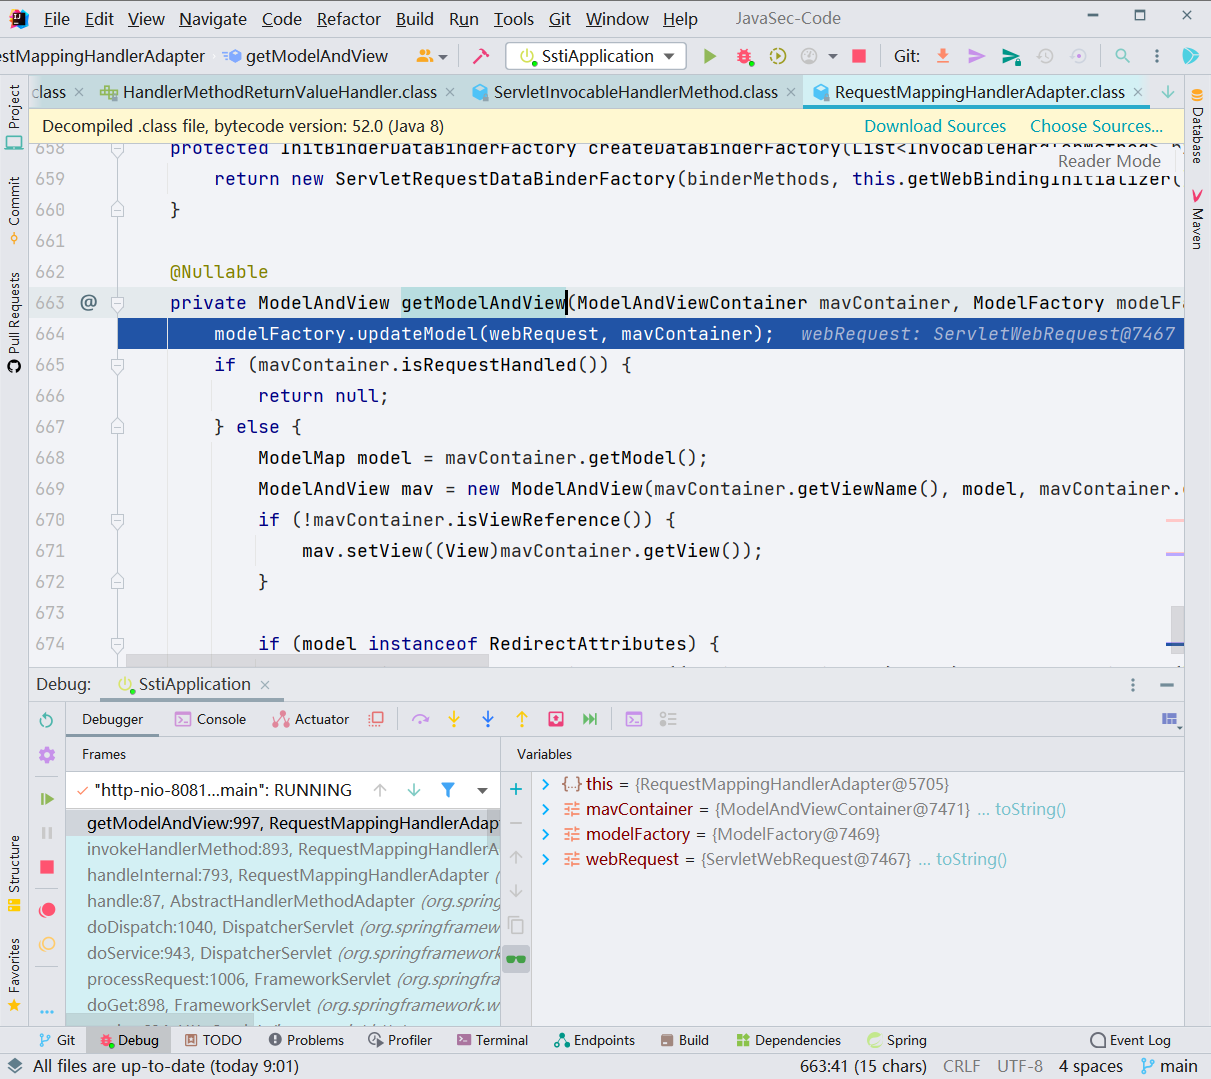 File Edit View Navigate Code Refactor Build Run Tools Git Window Help JavaSec-Code
estMappingHandlerAdapter getModelAndView SstiApplication Git:
class HandlerMethodReturnValueHandler.class ServletInvocableHandlerMethod.class RequestMappingHandlerAdapter.class
Decompiled .class file, bytecode version: 52.0 (Java 8) Download Sources Choose Sources...
Reader Mode
658 protected InitBinderDataBinderFactory createDataBinderFactory(List<InvocableHandlerMethod>
659 return new ServletRequestDataBinderFactory(binderMethods, this.getWebBindingInitializer(
660 }
661
662 @Nullable
663 @ private ModelAndView getModelAndView(ModelAndViewContainer mavContainer, ModelFactory modelFa
664 modelFactory.updateModel(webRequest, mavContainer); webRequest: ServletWebRequest@7467
665 if (mavContainer.isRequestHandled()) {
666 return null;
667 } else {
668 ModelMap model = mavContainer.getModel();
669 ModelAndView mav = new ModelAndView(mavContainer.getViewName(), model, mavContainer.
670 if (!mavContainer.isViewReference()) {
671 mav.setView((View)mavContainer.getView());
672 }
673
674 if (model instanceof RedirectAttributes) {
Project
Commit
Pull Requests
Structure
Favorites
Database
Maven
Debug: SstiApplication
Debugger Console Actuator
Frames
"http-nio-8081...main": RUNNING
getModelAndView:997, RequestMappingHandlerAdap
invokeHandlerMethod:893, RequestMappingHandlerA
handleInternal:793, RequestMappingHandlerAdapter (
handle:87, AbstractHandlerMethodAdapter (org.spring
doDispatch:1040, DispatcherServlet (org.springframew
doService:943, DispatcherServlet (org.springframework
processRequest:1006, FrameworkServlet (org.springfra
doGet:898, FrameworkServlet (org.springframework.w
Variables
this = {RequestMappingHandlerAdapter@5705}
mavContainer = {ModelAndViewContainer@7471} ... toString()
modelFactory = {ModelFactory@7469}
webRequest = {ServletWebRequest@7467} ... toString()
Git Debug TODO Problems Profiler Terminal Endpoints Build Dependencies Spring Event Log
All files are up-to-date (today 9:01) 663:41 (15 chars) CRLF UTF-8 4 spaces main